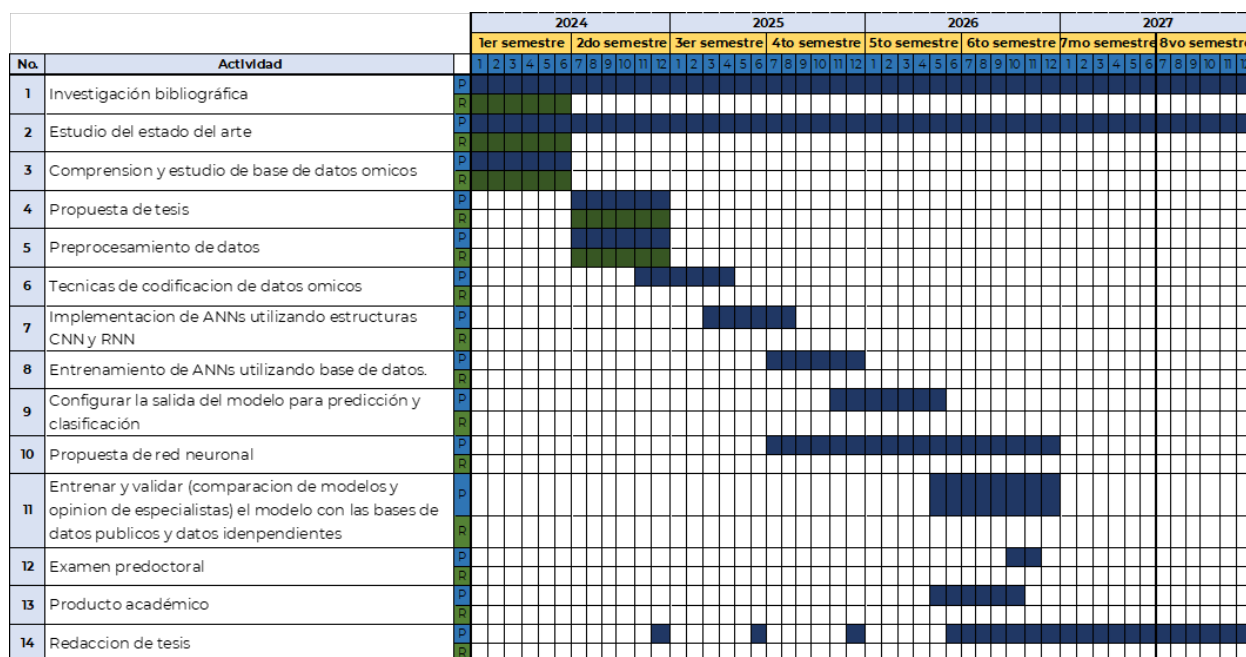 2024 2025 2026 2027
1er semestre 2do semestre 3er semestre 4to semestre 5to semestre 6to semestre 7mo semestre 8vo semestre
No. Actividad 1 2 3 4 5 6 7 8 9 10 11 12 1 2 3 4 5 6 7 8 9 10 11 12 1 2 3 4 5 6 7 8 9 10 11 12 1 2 3 4 5 6 7 8 9 10 11 12
1 Investigación bibliográfica P
R
2 Estudio del estado del arte P
R
3 Comprension y estudio de base de datos omicos P
R
4 Propuesta de tesis P
R
5 Preprocesamiento de datos P
R
6 Tecnicas de codificacion de datos omicos P
R
7 Implementacion de ANNs utilizando estructuras P
CNN y RNN R
8 Entrenamiento de ANNs utilizando base de datos. P
R
9 Configurar la salida del modelo para predicción y P
clasificación R
10 Propuesta de red neuronal P
R
11 Entrenar y validar (comparacion de modelos y P
opinion de especialistas) el modelo con las bases de
datos publicos y datos idenpendientes R
12 Examen predoctoral P
R
13 Producto académico P
R
14 Redaccion de tesis P
R